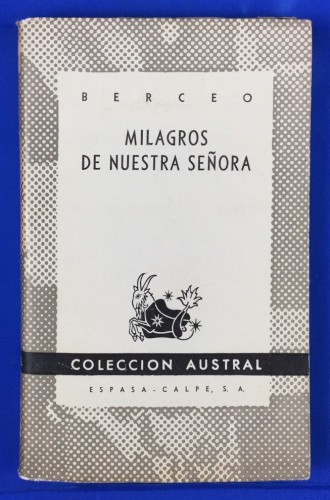 BERCEO
MILAGROS
DE NUESTRA SEÑORA
COLECCION AUSTRAL
ESPASA-CALPE, S.A.